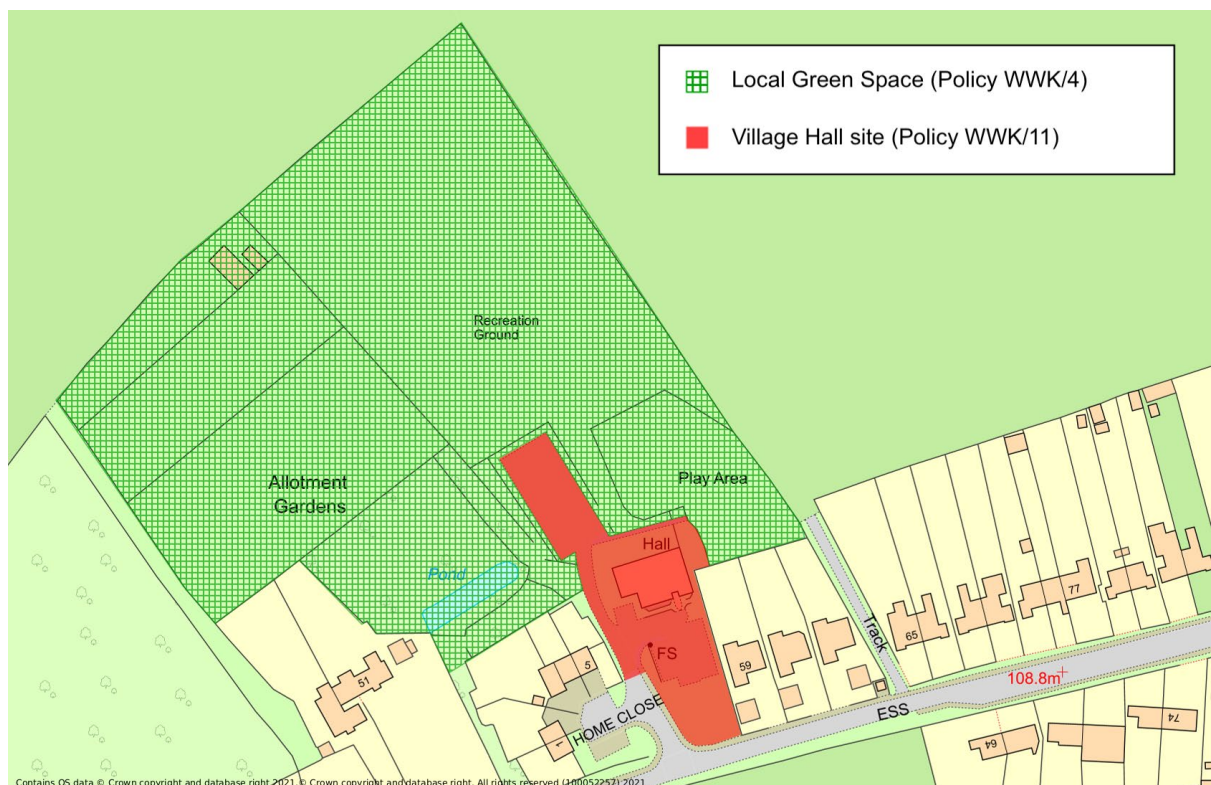 Local Green Space (Policy WWK/4)
Village Hall site (Policy WWK/11)
Recreation
Ground
Allotment
Gardens
Play Area
Hall
Pond
FS
Track
HOME CLOSE
ESS
108.8m
51
5
1
59
65
77
64
74
Contains OS data © Crown copyright and database right 2021, © Crown copyright and database right. All rights reserved (100052257) 2021